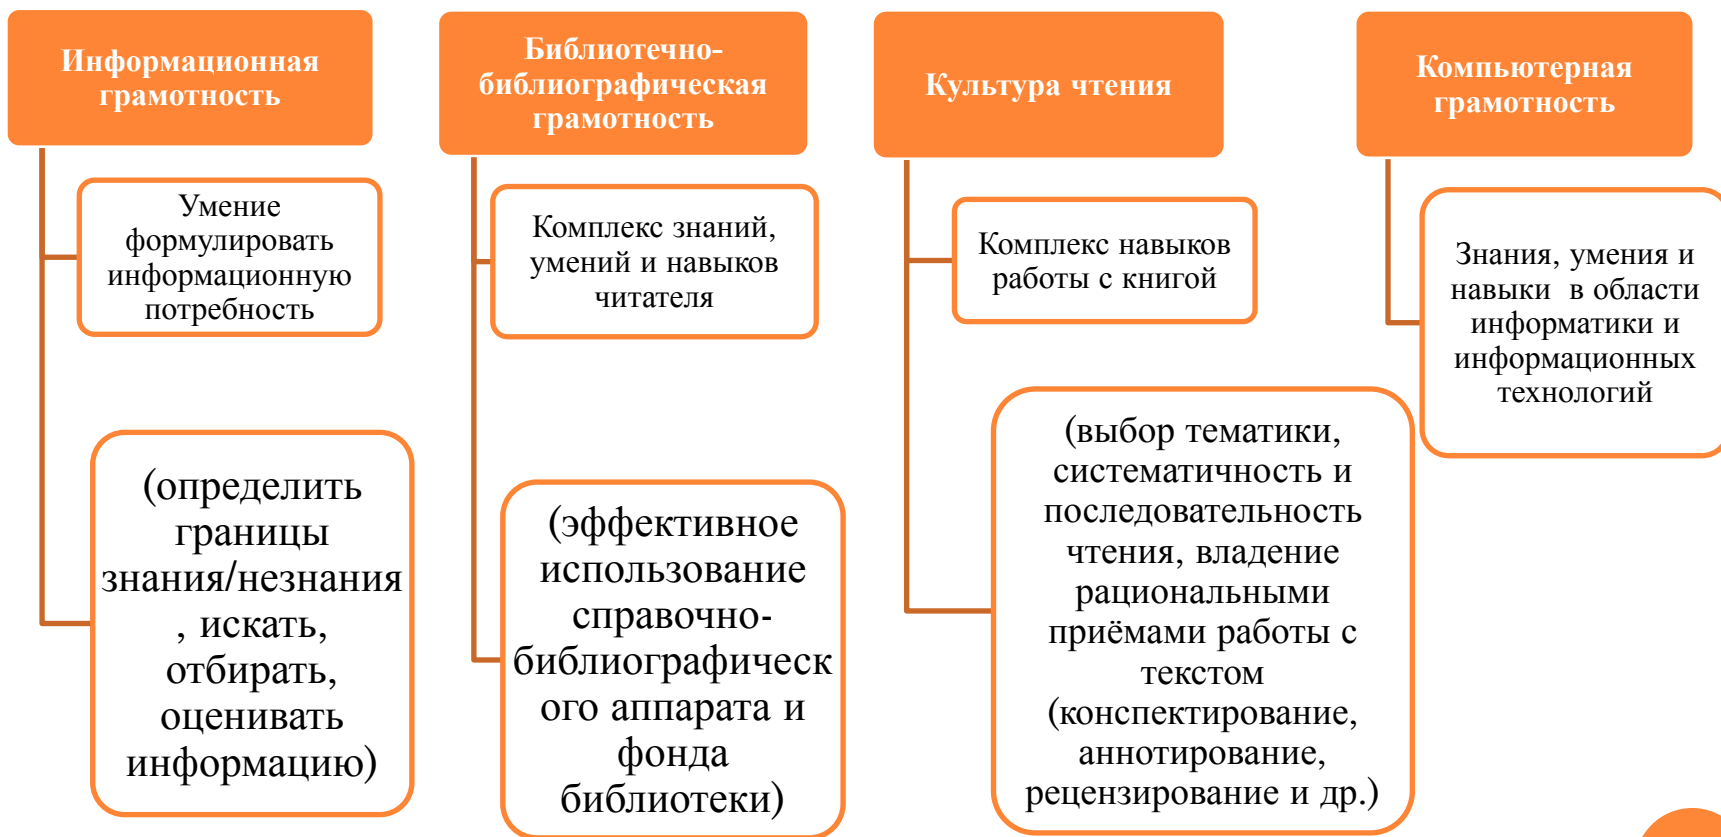 Информационная
грамотность
Умение
формулировать
информационную
потребность
(определить
границы
знания/незнания
, искать,
отбирать,
оценивать
информацию)
Библиотечно-
библиографическая
грамотность
Комплекс знаний,
умений и навыков
читателя
(эффективное
использование
справочно-
библиографическ
ого аппарата и
фонда
библиотеки)
Культура чтения
Комплекс навыков
работы с книгой
(выбор тематики,
систематичность и
последовательность
чтения, владение
рациональными
приёмами работы с
текстом
(конспектирование,
аннотирование,
рецензирование и др.)
Компьютерная
грамотность
Знания, умения и
навыки в области
информатики и
информационных
технологий